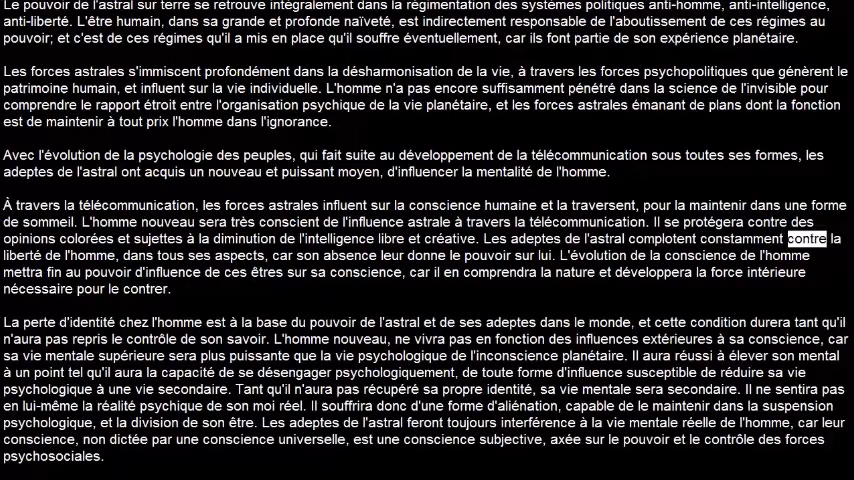 Le pouvoir de l'astral sur terre se retrouve intégralement dans la régimentation des systèmes politiques anti-homme, anti-intelligence,
anti-liberté. L'être humain, dans sa grande et profonde naïveté, est indirectement responsable de l'aboutissement de ces régimes au
pouvoir; et c'est de ces régimes qu'il a mis en place qu'il souffre éventuellement, car ils font partie de son expérience planétaire.
Les forces astrales s'immiscent profondément dans la désharmonisation de la vie, à travers les forces psychopolitiques que génèrent le
patrimoine humain, et influent sur la vie individuelle. L'homme n'a pas encore suffisamment pénétré dans la science de l'invisible pour
comprendre le rapport étroit entre l'organisation psychique de la vie planétaire, et les forces astrales émanant de plans dont la fonction
est de maintenir à tout prix l'homme dans l'ignorance.
Avec l'évolution de la psychologie des peuples, qui fait suite au développement de la télécommunication sous toutes ses formes, les
adeptes de l'astral ont acquis un nouveau et puissant moyen, d'influencer la mentalité de l'homme.
À travers la télécommunication, les forces astrales influent sur la conscience humaine et la traversent, pour la maintenir dans une forme
de sommeil. L'homme nouveau sera très conscient de l'influence astrale à travers la télécommunication. Il se protégera contre des
opinions colorées et sujettes à la diminution de l'intelligence libre et créative. Les adeptes de l'astral complotent constamment contre la
liberté de l'homme, dans tous ses aspects, car son absence leur donne le pouvoir sur lui. L'évolution de la conscience de l'homme
mettra fin au pouvoir d'influence de ces êtres sur sa conscience, car il en comprendra la nature et développera la force intérieure
nécessaire pour le contrer.
La perte d'identité chez l'homme est à la base du pouvoir de l'astral et de ses adeptes dans le monde, et cette condition durera tant qu'il
n'aura pas repris le contrôle de son savoir. L'homme nouveau, ne vivra pas en fonction des influences extérieures à sa conscience, car
sa vie mentale supérieure sera plus puissante que la vie psychologique de l'inconscience planétaire. Il aura réussi à élever son mental
à un point tel qu'il aura la capacité de se désengager psychologiquement, de toute forme d'influence susceptible de réduire sa vie
psychologique à une vie secondaire. Tant qu'il n'aura pas récupéré sa propre identité, sa vie mentale sera secondaire. Il ne sentira pas
en lui-même la réalité psychique de son moi réel. Il souffrira donc d'une forme d'aliénation, capable de le maintenir dans la suspension
psychologique, et la division de son être. Les adeptes de l'astral feront toujours interférence à la vie mentale réelle de l'homme, car leur
conscience, non dictée par une conscience universelle, est une conscience subjective, axée sur le pouvoir et le contrôle des forces
psychosociales.